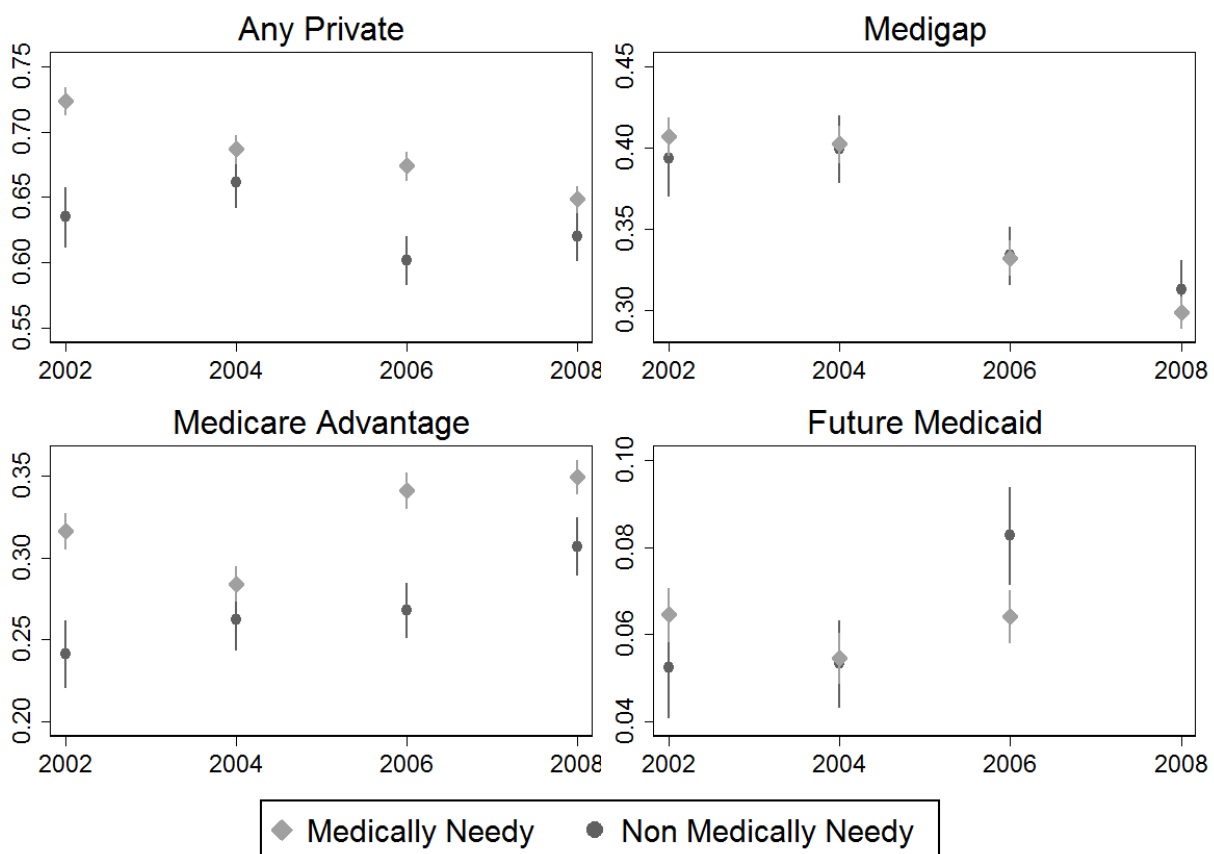 Any Private
0.75
0.70
0.65
0.60
0.55
2002 2004 2006 2008
Medigap
0.45
0.40
0.35
0.30
2002 2004 2006 2008
Medicare Advantage
0.35
0.30
0.25
0.20
2002 2004 2006 2008
Future Medicaid
0.10
0.08
0.06
0.04
2002 2004 2006 2008
Medically Needy Non Medically Needy